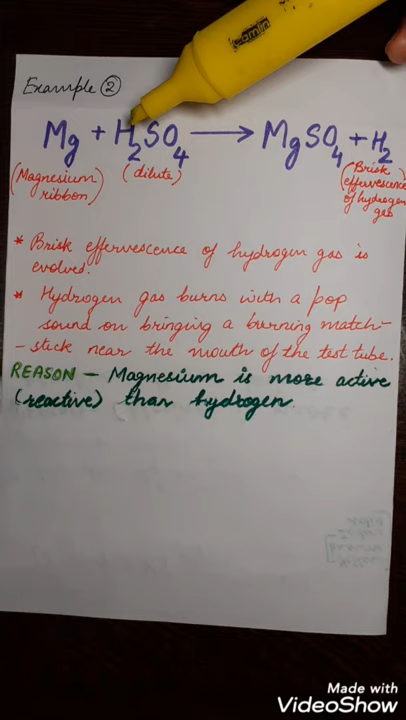 Example 2
Mg + H2SO4 → MgSO4 + H2
(Magnesium ribbon) (dilute) (Brisk effervescence of hydrogen gas
* Brisk effervescence of hydrogen gas is
evolved.
* Hydrogen gas burns with a pop
sound on bringing a burning match-
-stick near the mouth of the test tube.
REASON - Magnesium is more active
(reactive) than hydrogen
Made with
VideoShow